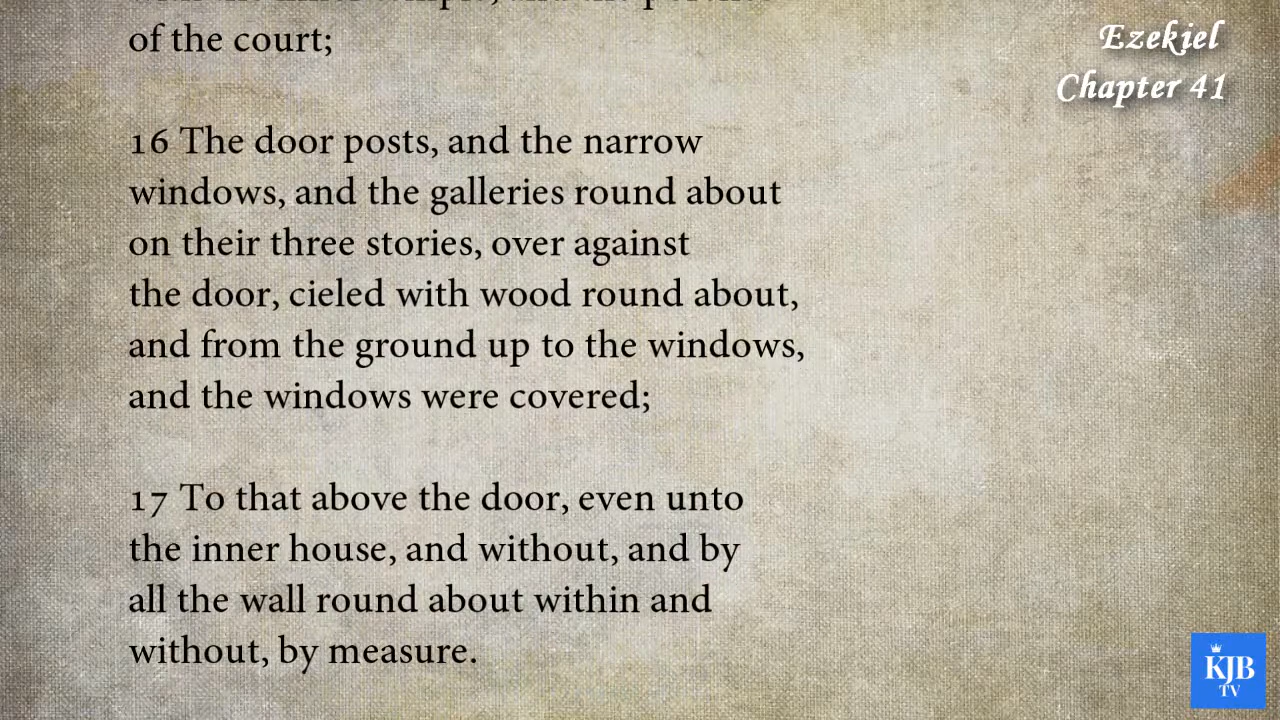 of the court;
Ezekiel
Chapter 41
16 The door posts, and the narrow
windows, and the galleries round about
on their three stories, over against
the door, cieled with wood round about,
and from the ground up to the windows,
and the windows were covered;
17 To that above the door, even unto
the inner house, and without, and by
all the wall round about within and
without, by measure.
KJB
TV